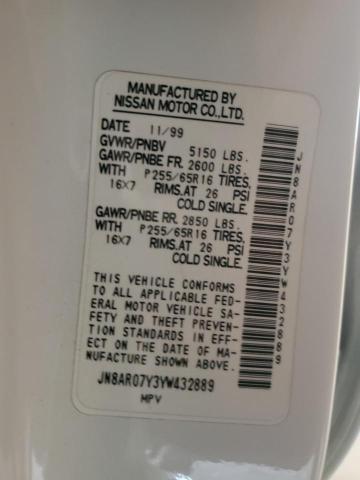 MANUFACTURED BY
NISSAN MOTOR CO.,LTD.
DATE 11/99
GVWR/PNBV 5150 LBS.
GAWR/PNBE FR. 2600 LBS.
WITH P255/65R16 TIRES,
16X7 RIMS.AT 26 PSI
COLD SINGLE.
GAWR/PNBE RR. 2850 LBS.
WITH P255/65R16 TIRES,
16X7 RIMS.AT 26 PSI
COLD SINGLE.
THIS VEHICLE CONFORMS
TO ALL APPLICABLE FED-
ERAL MOTOR VEHICLE SA-
FETY AND THEFT PREVEN-
TION STANDARDS IN EFF-
ECT ON THE DATE OF MA-
NUFACTURE SHOWN ABOVE.
JN8AR07Y3YW432889
MPV
JN8AR07Y3YW432889